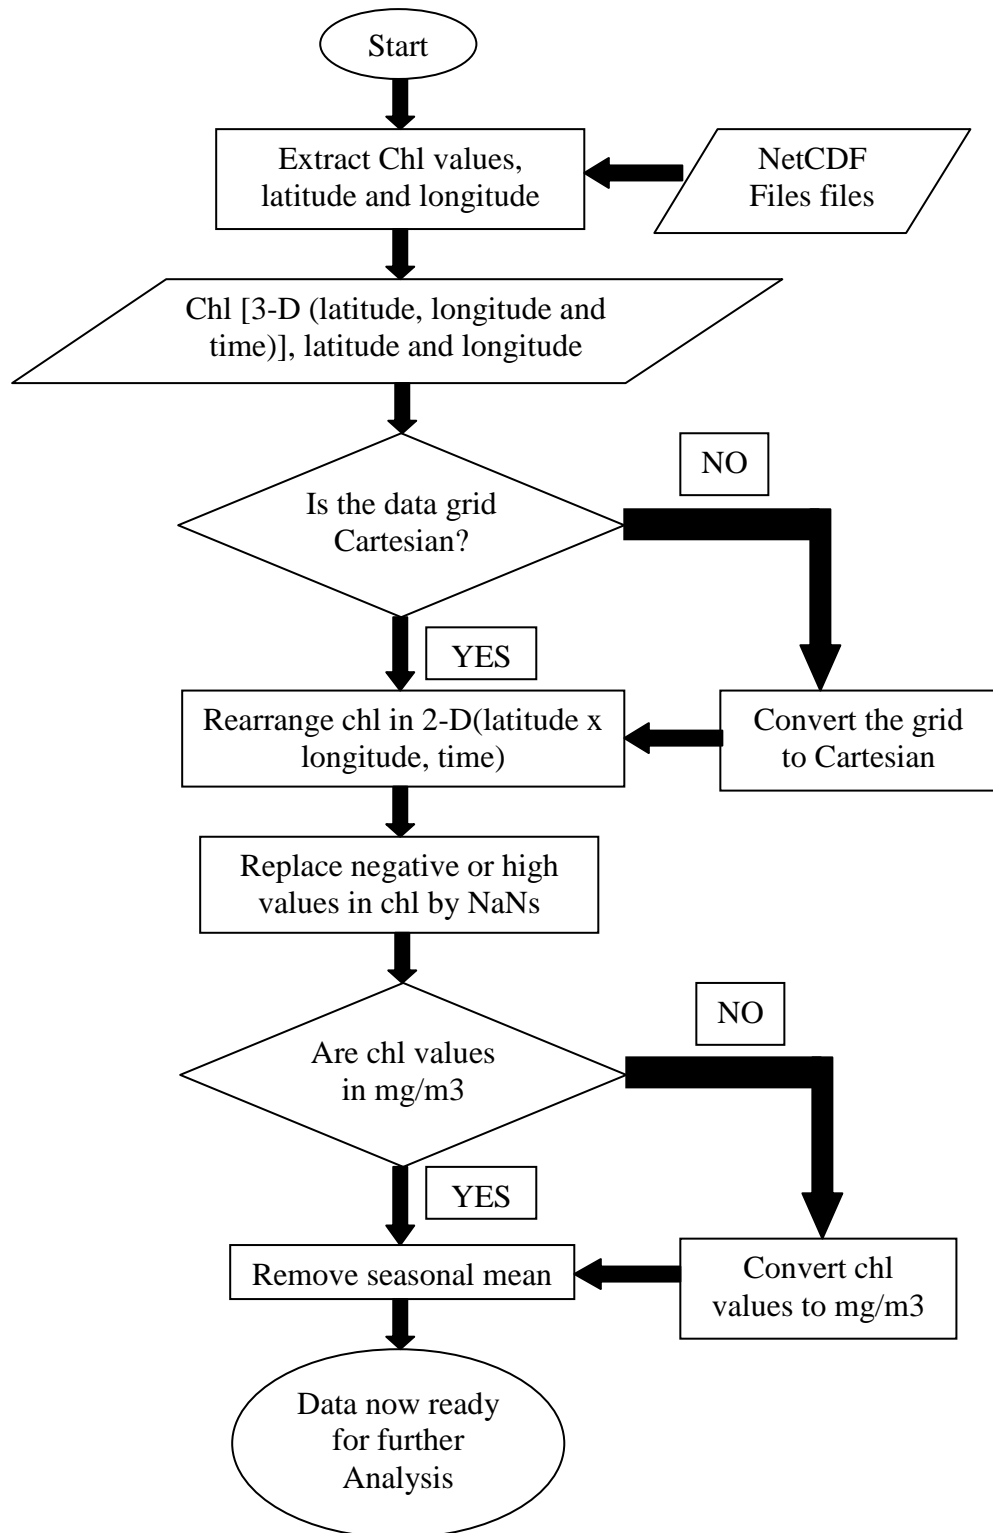 Start
Extract Chl values,
latitude and longitude
NetCDF
Files files
Chl [3-D (latitude, longitude and
time)], latitude and longitude
NO
Is the data grid
Cartesian?
YES
Rearrange chl in 2-D(latitude x
longitude, time)
Convert the grid
to Cartesian
Replace negative or high
values in chl by NaNs
NO
Are chl values
in mg/m3
YES
Remove seasonal mean
Convert chl
values to mg/m3
Data now ready
for further
Analysis